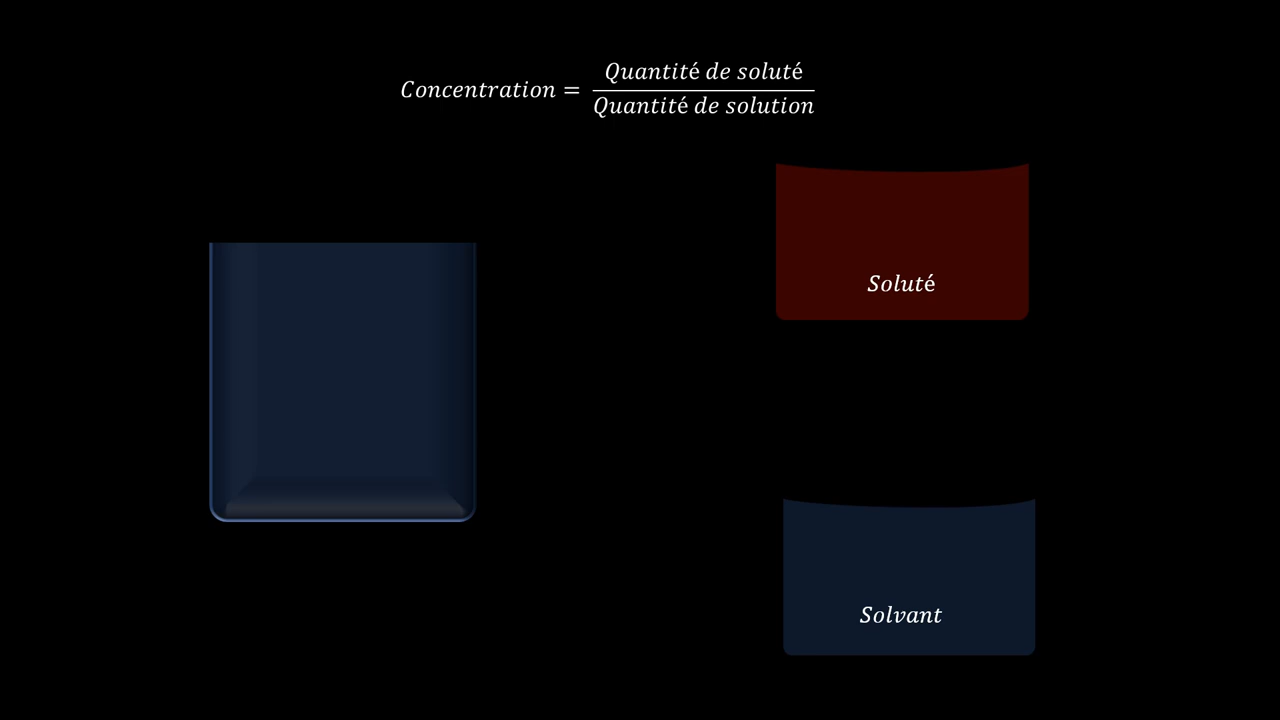 Concentration = Quantité de soluté / Quantité de solution
Soluté
Solvant